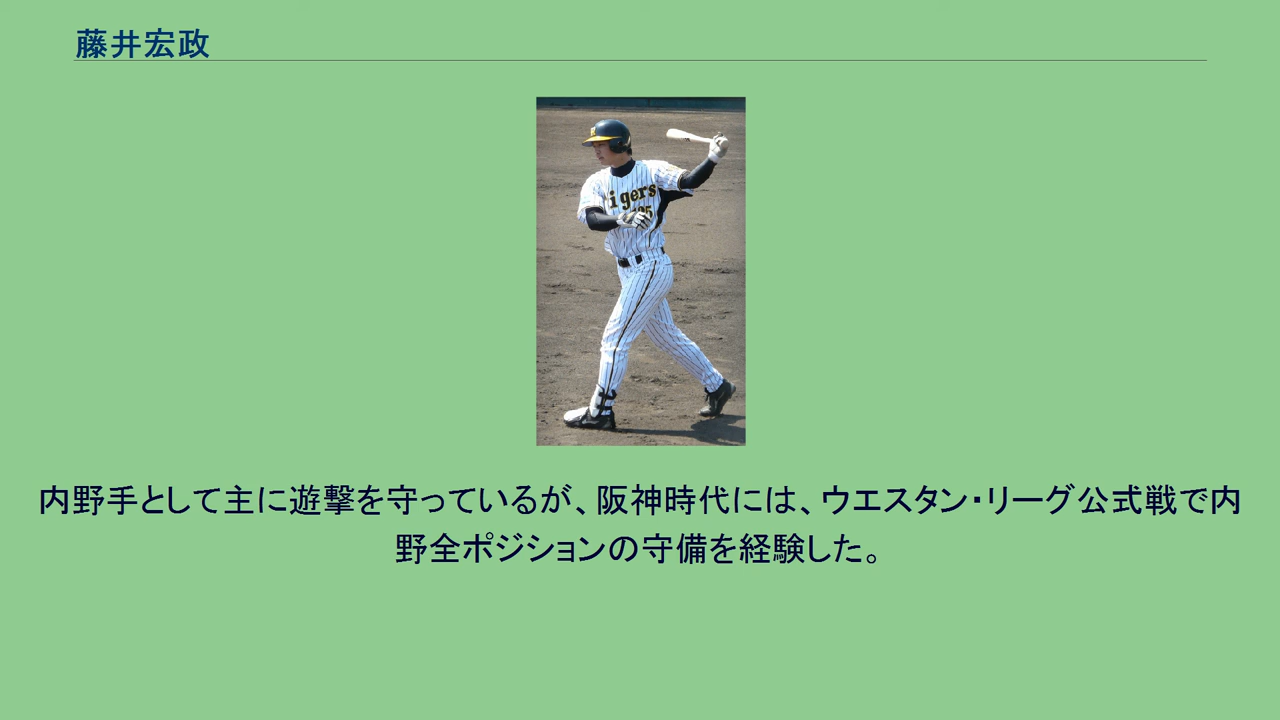 藤井宏政
igers
内野手として主に遊撃を守っているが、阪神時代には、ウエスタン・リーグ公式戦で内
野全ポジションの守備を経験した。